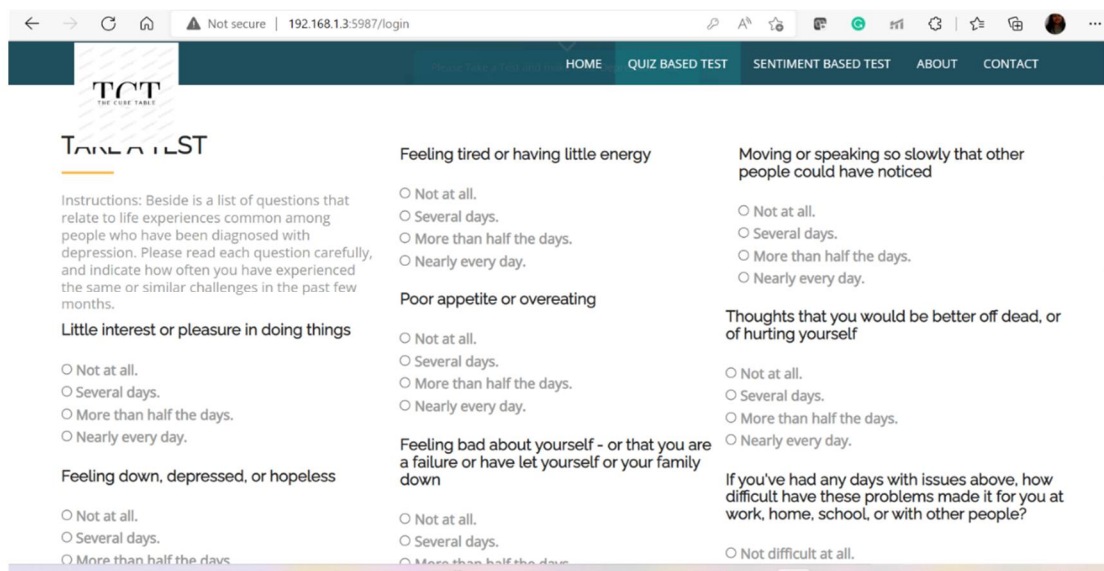 Not secure | 192.168.1.3:5987/login
HOME QUIZ BASED TEST SENTIMENT BASED TEST ABOUT CONTACT
TCT
THE CURE TABLE
TAKE A TEST
Instructions: Beside is a list of questions that
relate to life experiences common among
people who have been diagnosed with
depression. Please read each question carefully,
and indicate how often you have experienced
the same or similar challenges in the past few
months.
Little interest or pleasure in doing things
Not at all.
Several days.
More than half the days.
Nearly every day.
Feeling down, depressed, or hopeless
Not at all.
Several days.
More than half the days
Feeling tired or having little energy
Not at all.
Several days.
More than half the days.
Nearly every day.
Poor appetite or overeating
Not at all.
Several days.
More than half the days.
Nearly every day.
Feeling bad about yourself - or that you are
a failure or have let yourself or your family
down
Not at all.
Several days.
More than half the days
Moving or speaking so slowly that other
people could have noticed
Not at all.
Several days.
More than half the days.
Nearly every day.
Thoughts that you would be better off dead, or
of hurting yourself
Not at all.
Several days.
More than half the days.
Nearly every day.
If you've had any days with issues above, how
difficult have these problems made it for you at
work, home, school, or with other people?
Not difficult at all.